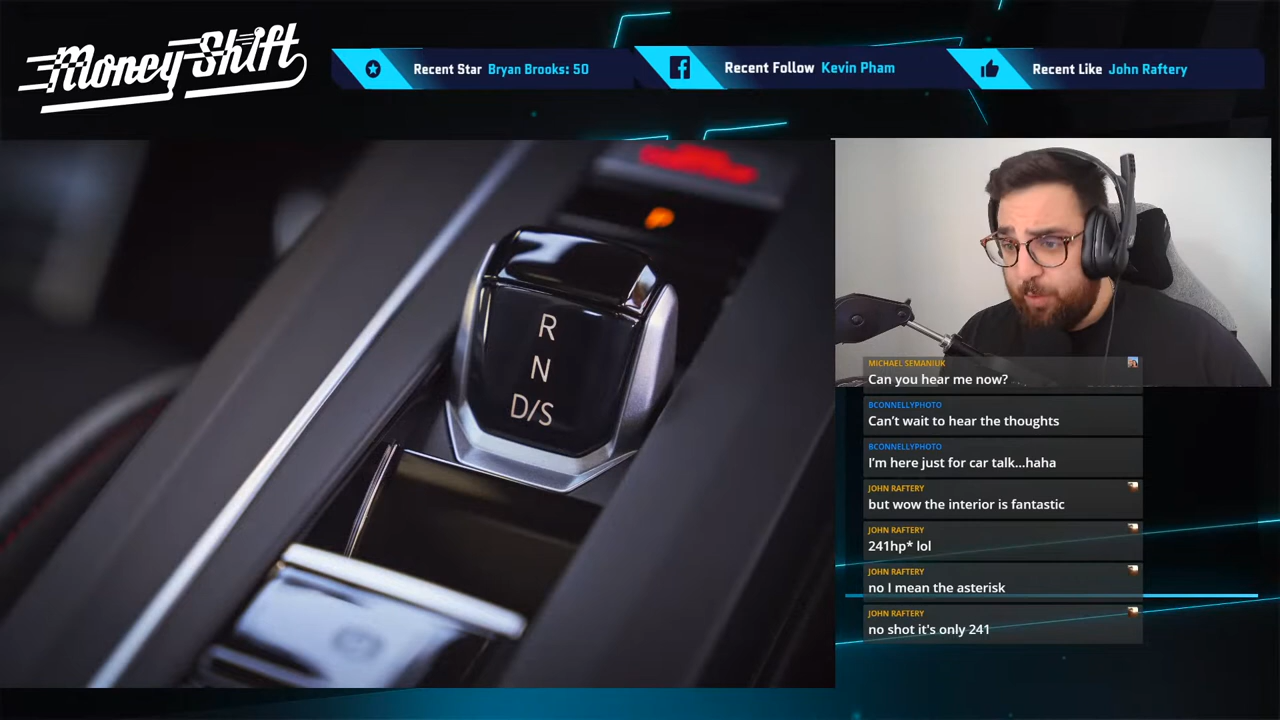 Money Shift
Recent Star Bryan Brooks: 50
Recent Follow Kevin Pham
Recent Like John Raftery
R
N
D/S
MICHAEL SEMANIUK
Can you hear me now?
BCONNELLYPHOTO
Can't wait to hear the thoughts
BCONNELLYPHOTO
I'm here just for car talk...haha
JOHN RAFTERY
but wow the interior is fantastic
JOHN RAFTERY
241hp* lol
JOHN RAFTERY
no I mean the asterisk
JOHN RAFTERY
no shot it's only 241